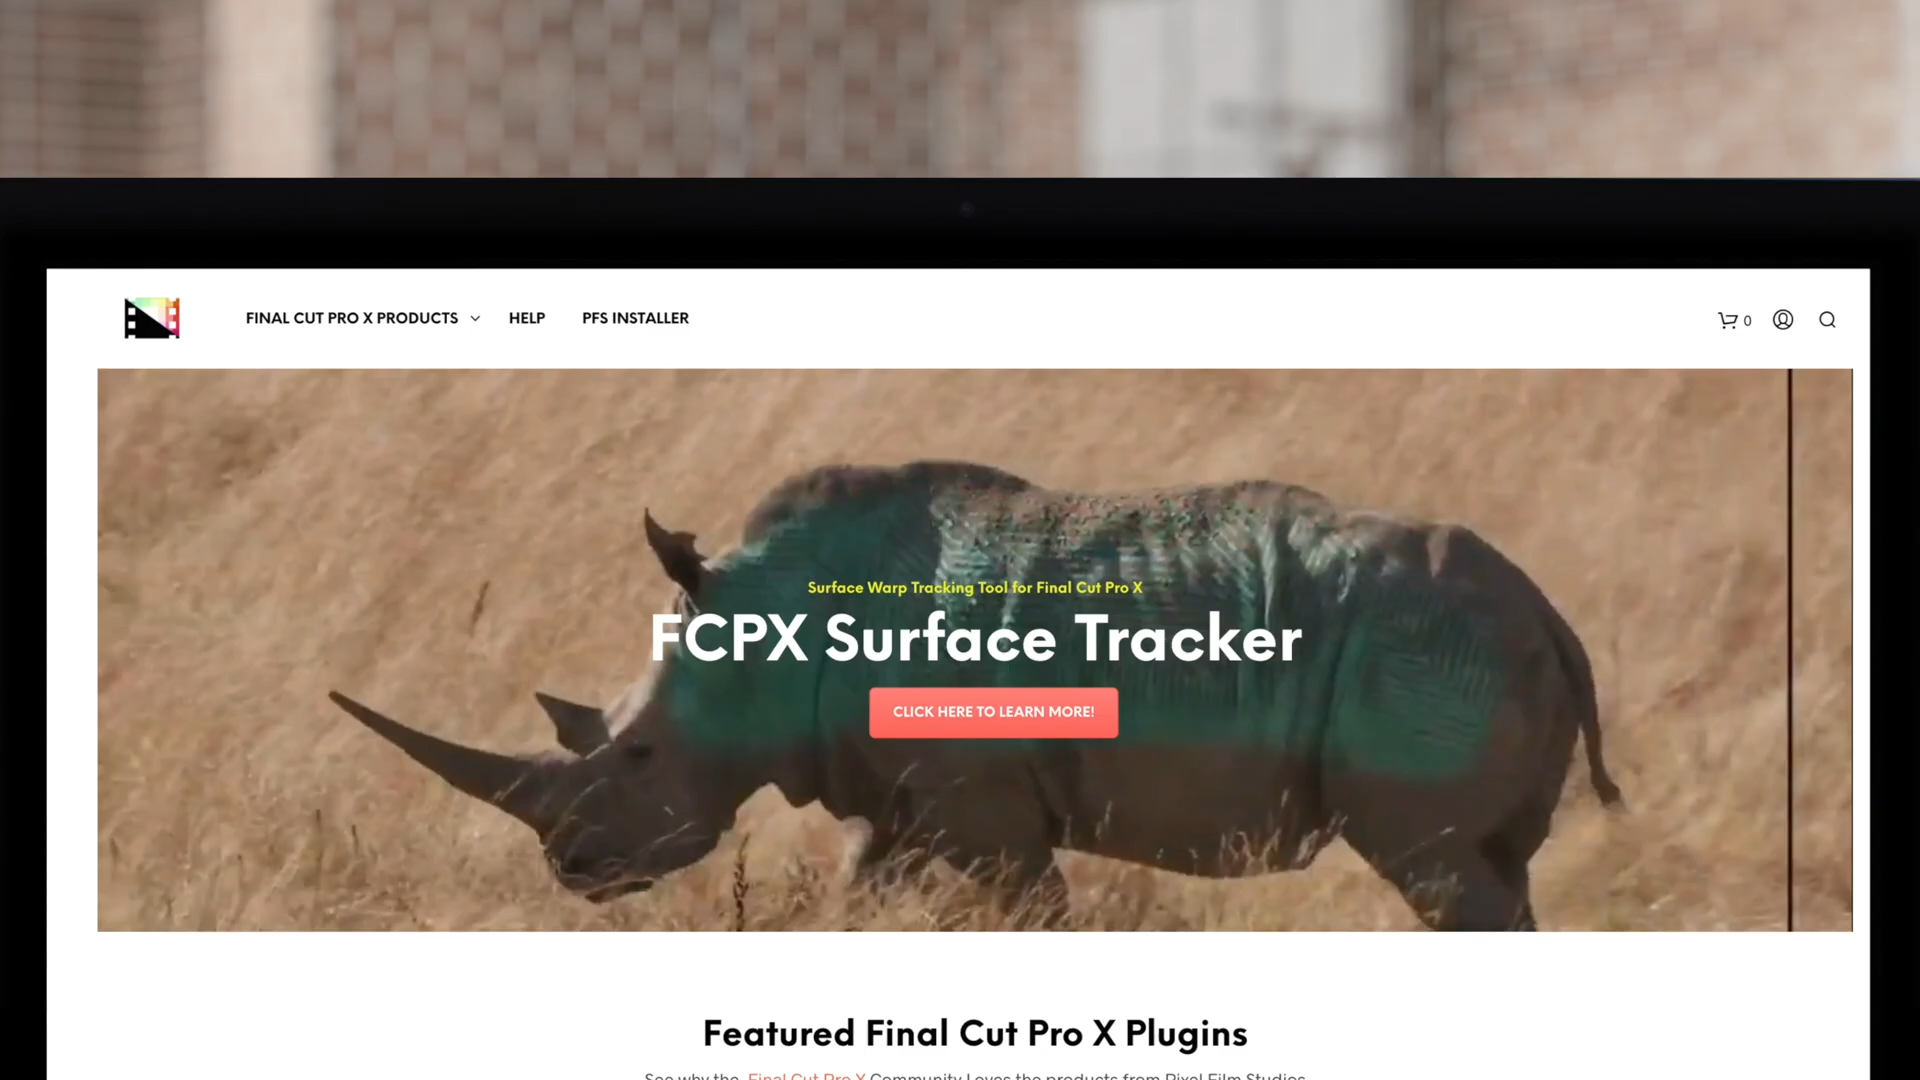 FINAL CUT PRO X PRODUCTS HELP PFS INSTALLER 0
Surface Warp Tracking Tool for Final Cut Pro X
FCPX Surface Tracker
CLICK HERE TO LEARN MORE!
Featured Final Cut Pro X Plugins
See why the Final Cut Pro X Community Loves the products from Pixel Film Studios